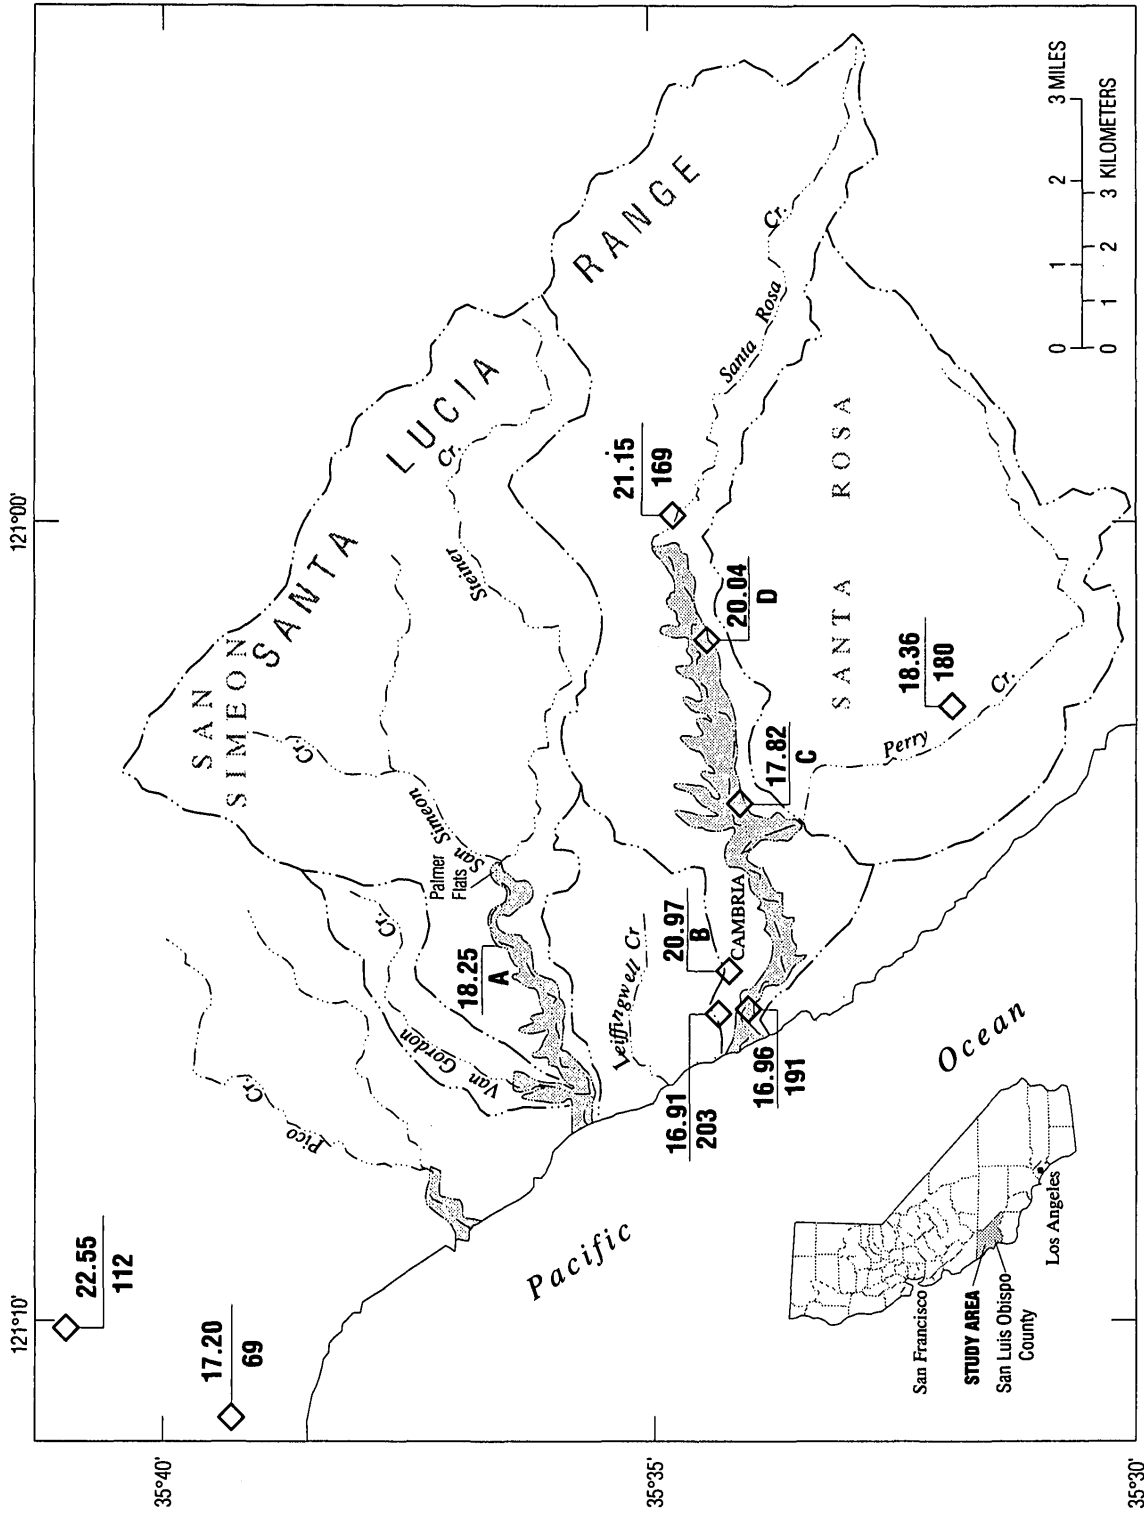 121°10'
121°00'
35°40'
35°35'
35°30'
22.55
112
17.20
69
SAN
SIMEON
SANTA LUCIA RANGE
Pico Cr.
Van Gordon Cr.
San Simeon Cr.
Steiner Cr.
Palmer
Flats
18.25
A
Leiffingwell Cr
16.91
203
20.97
B
CAMBRIA
16.96
191
17.82
C
20.04
D
21.15
169
Santa Rosa Cr.
SANTA ROSA
18.36
180
Perry Cr.
Pacific Ocean
San Francisco
STUDY AREA
San Luis Obispo
County
Los Angeles
0 1 2 3 MILES
0 1 2 3 KILOMETERS